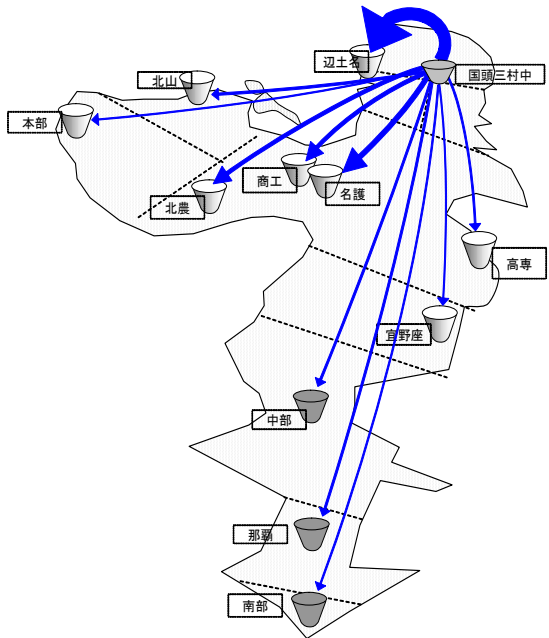 辺土名
国頭三村中
北山
本部
商工
名護
北農
高専
宜野座
中部
那覇
南部